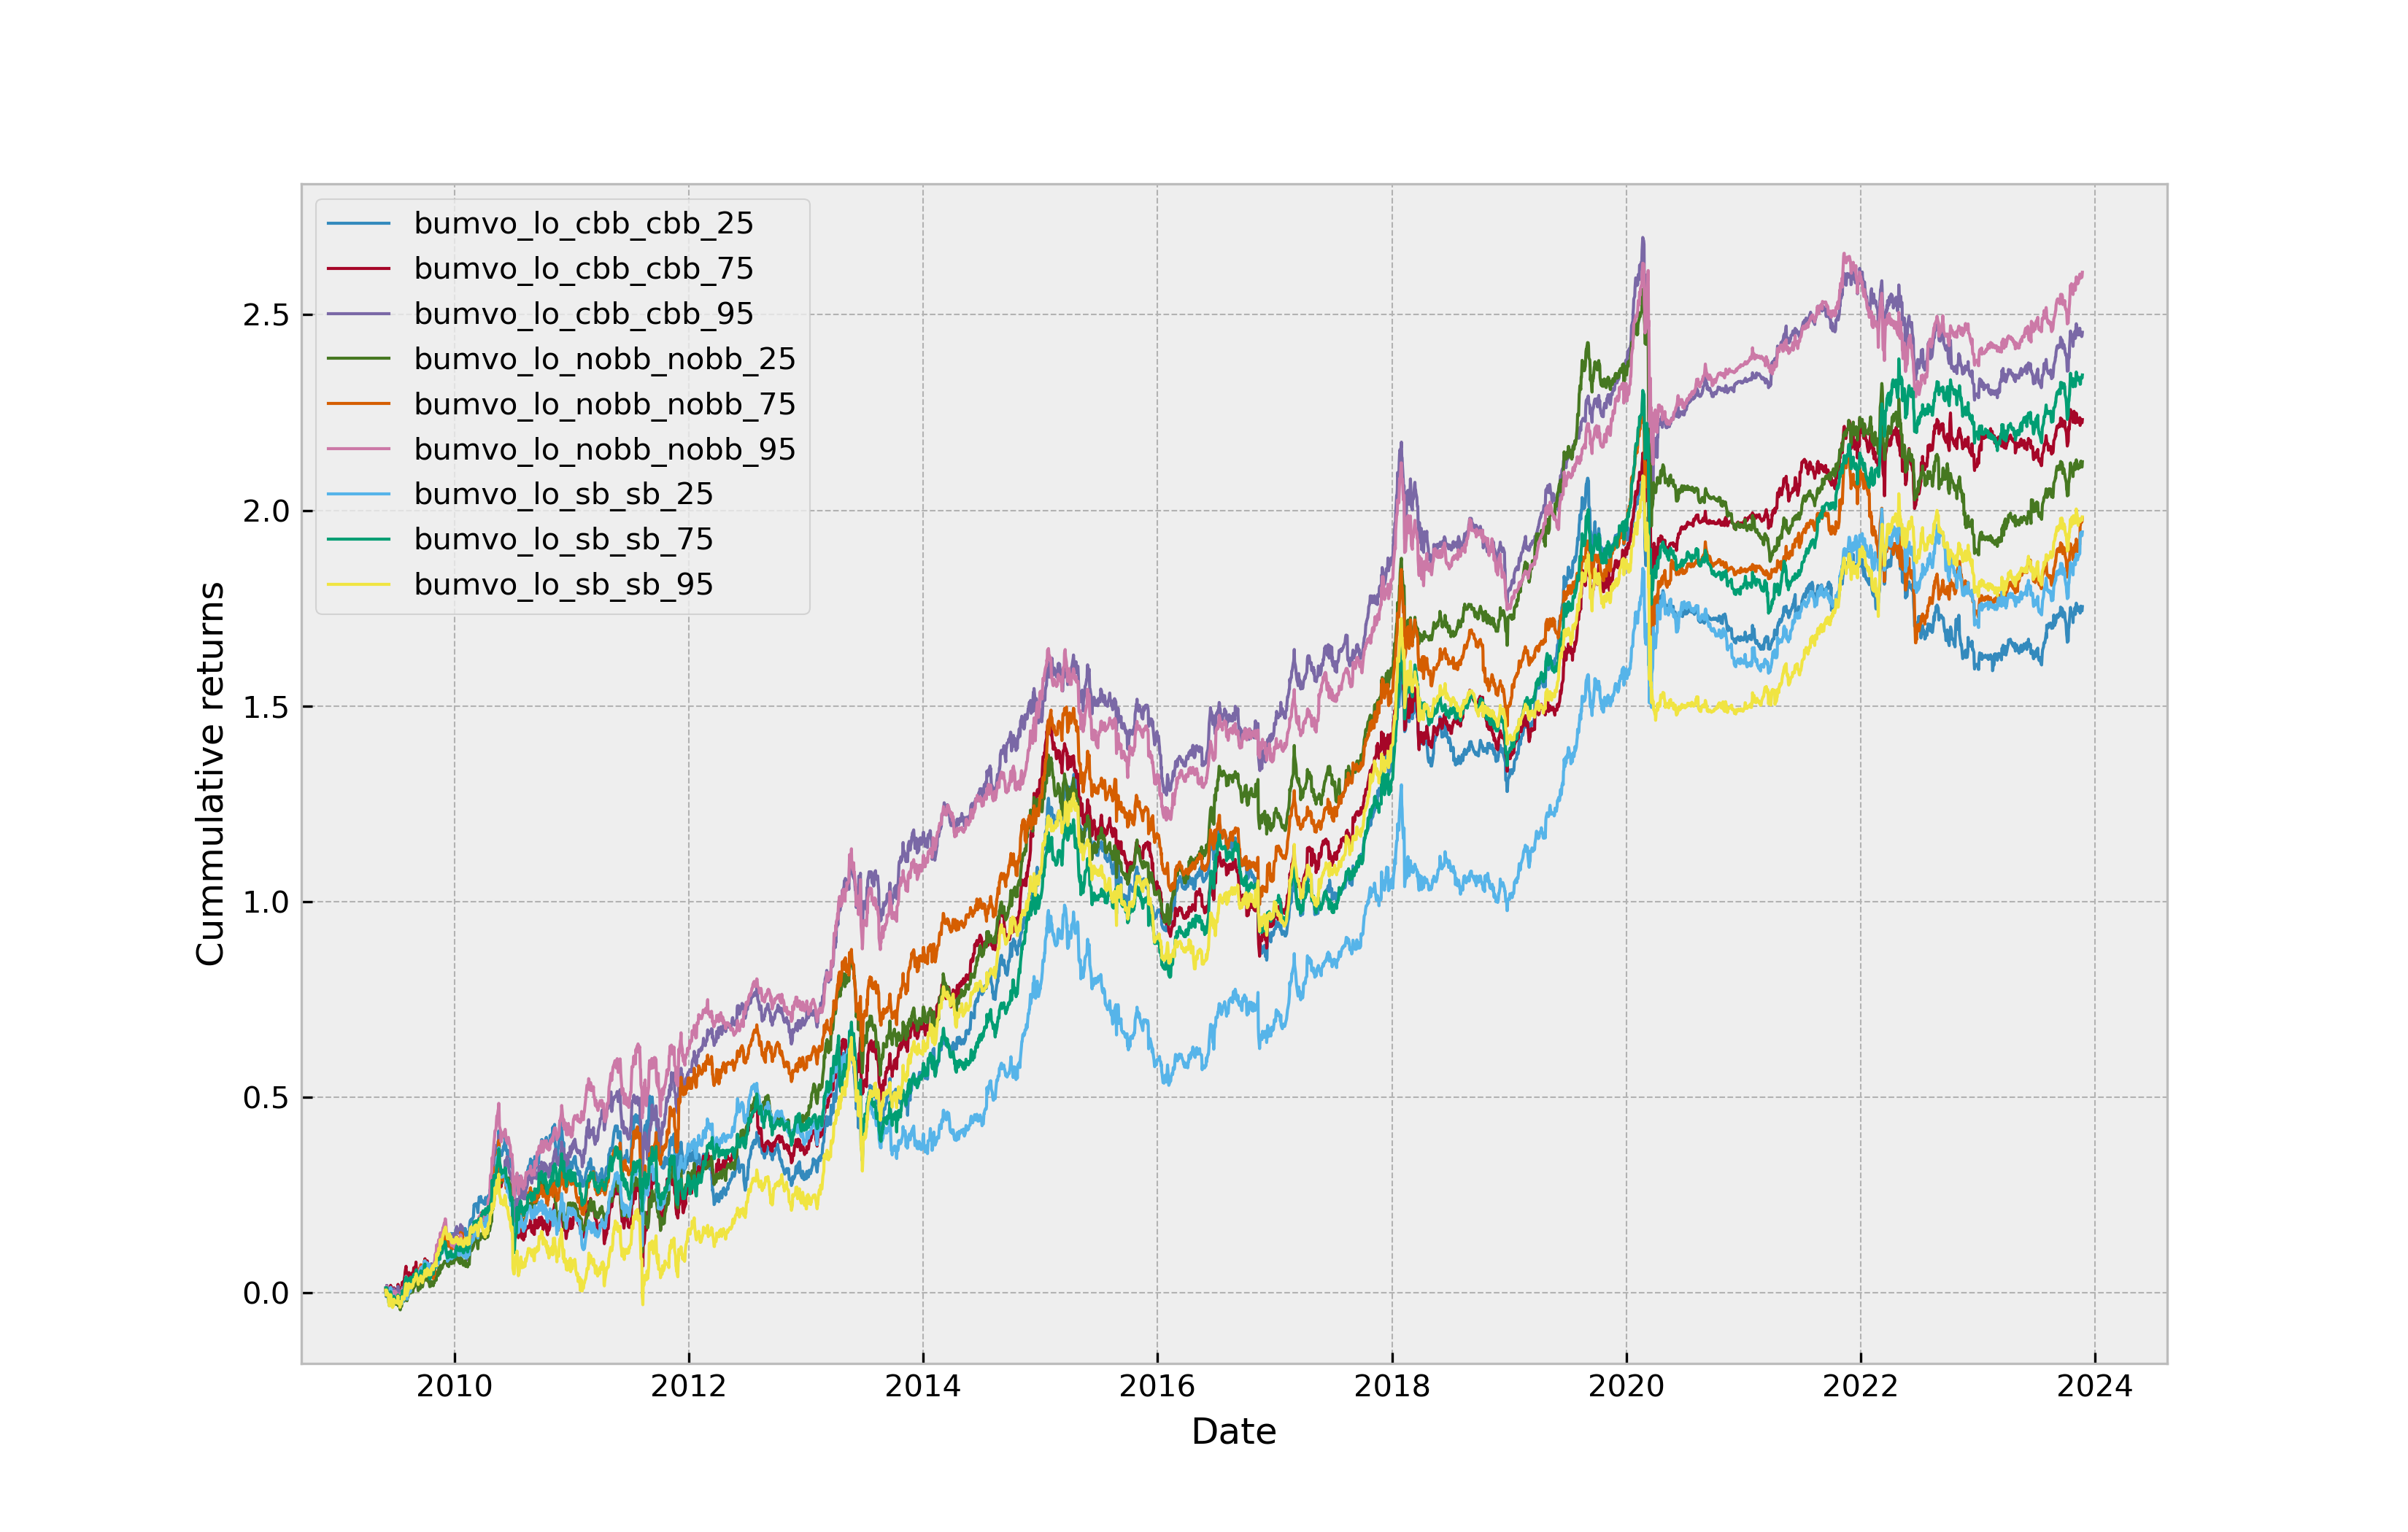 bumvo_lo_cbb_cbb_25
bumvo_lo_cbb_cbb_75
bumvo_lo_cbb_cbb_95
bumvo_lo_nobb_nobb_25
bumvo_lo_nobb_nobb_75
bumvo_lo_nobb_nobb_95
bumvo_lo_sb_sb_25
bumvo_lo_sb_sb_75
bumvo_lo_sb_sb_95
Cummulative returns
2.5
2.0
1.5
1.0
0.5
0.0
2010 2012 2014 2016 2018 2020 2022 2024
Date